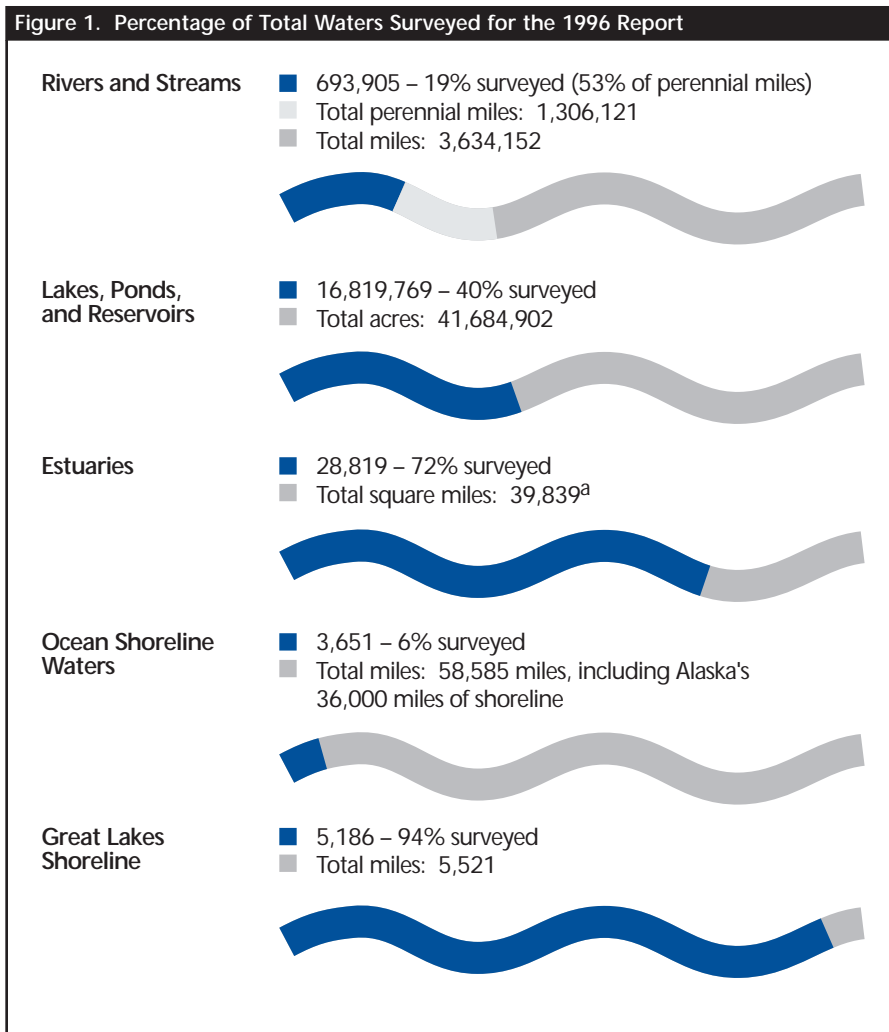 Figure 1. Percentage of Total Waters Surveyed for the 1996 Report
Rivers and Streams
693,905 – 19% surveyed (53% of perennial miles)
Total perennial miles: 1,306,121
Total miles: 3,634,152
Lakes, Ponds,
and Reservoirs
16,819,769 – 40% surveyed
Total acres: 41,684,902
Estuaries
28,819 – 72% surveyed
Total square miles: 39,839a
Ocean Shoreline
Waters
3,651 – 6% surveyed
Total miles: 58,585 miles, including Alaska's
36,000 miles of shoreline
Great Lakes
Shoreline
5,186 – 94% surveyed
Total miles: 5,521